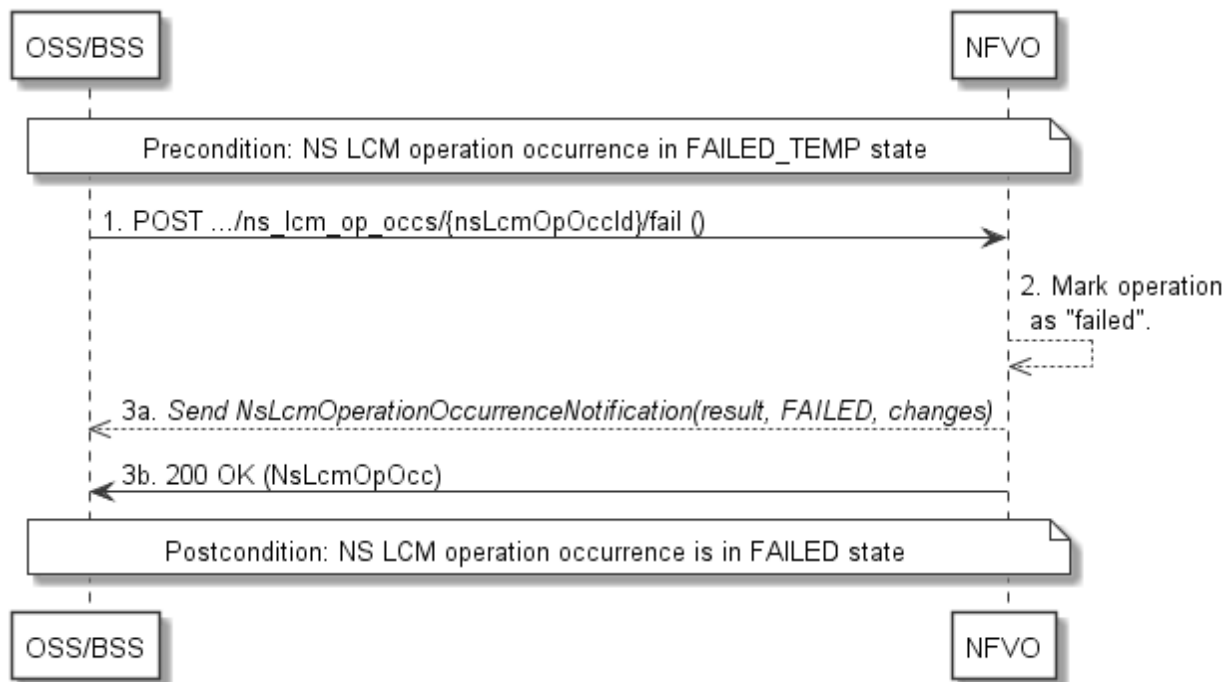 OSS/BSS
NFVO
Precondition: NS LCM operation occurrence in FAILED_TEMP state
1. POST .../ns_lcm_op_occs/{nsLcmOpOccId}/fail ()
2. Mark operation
as "failed".
3a. Send NsLcmOperationOccurrenceNotification(result, FAILED, changes)
3b. 200 OK (NsLcmOpOcc)
Postcondition: NS LCM operation occurrence is in FAILED state
OSS/BSS
NFVO